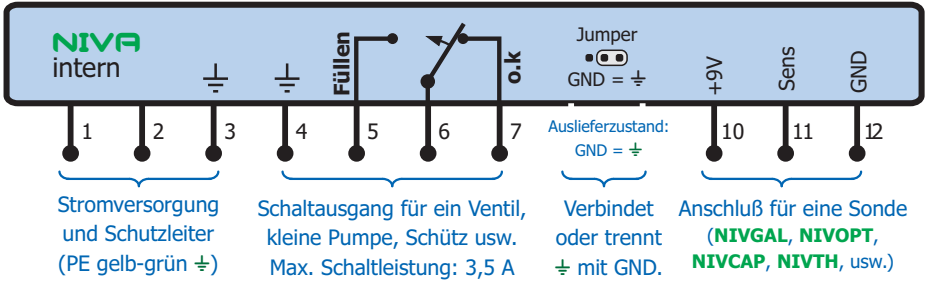 NIVA
intern
Füllen
o.k
Jumper
GND = ⏚
+9V
Sens
GND
1
2
3
4
5
6
7
Auslieferzustand:
GND = ⏚
10
11
12
Stromversorgung
und Schutzleiter
(PE gelb-grün ⏚)
Schaltausgang für ein Ventil,
kleine Pumpe, Schütz usw.
Max. Schaltleistung: 3,5 A
Verbindet
oder trennt
⏚ mit GND.
Anschluß für eine Sonde
(NIVGAL, NIVOPT,
NIVCAP, NIVTH, usw.)